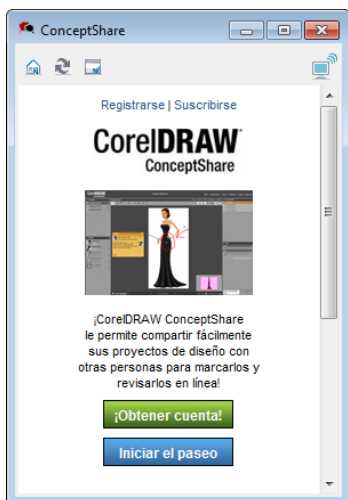 ConceptShare
Registrarse | Suscribirse
CorelDRAW
ConceptShare
¡CorelDRAW ConceptShare
le permite compartir fácilmente
sus proyectos de diseño con
otras personas para marcarlos y
revisarlos en línea!
¡Obtener cuenta!
Iniciar el paseo